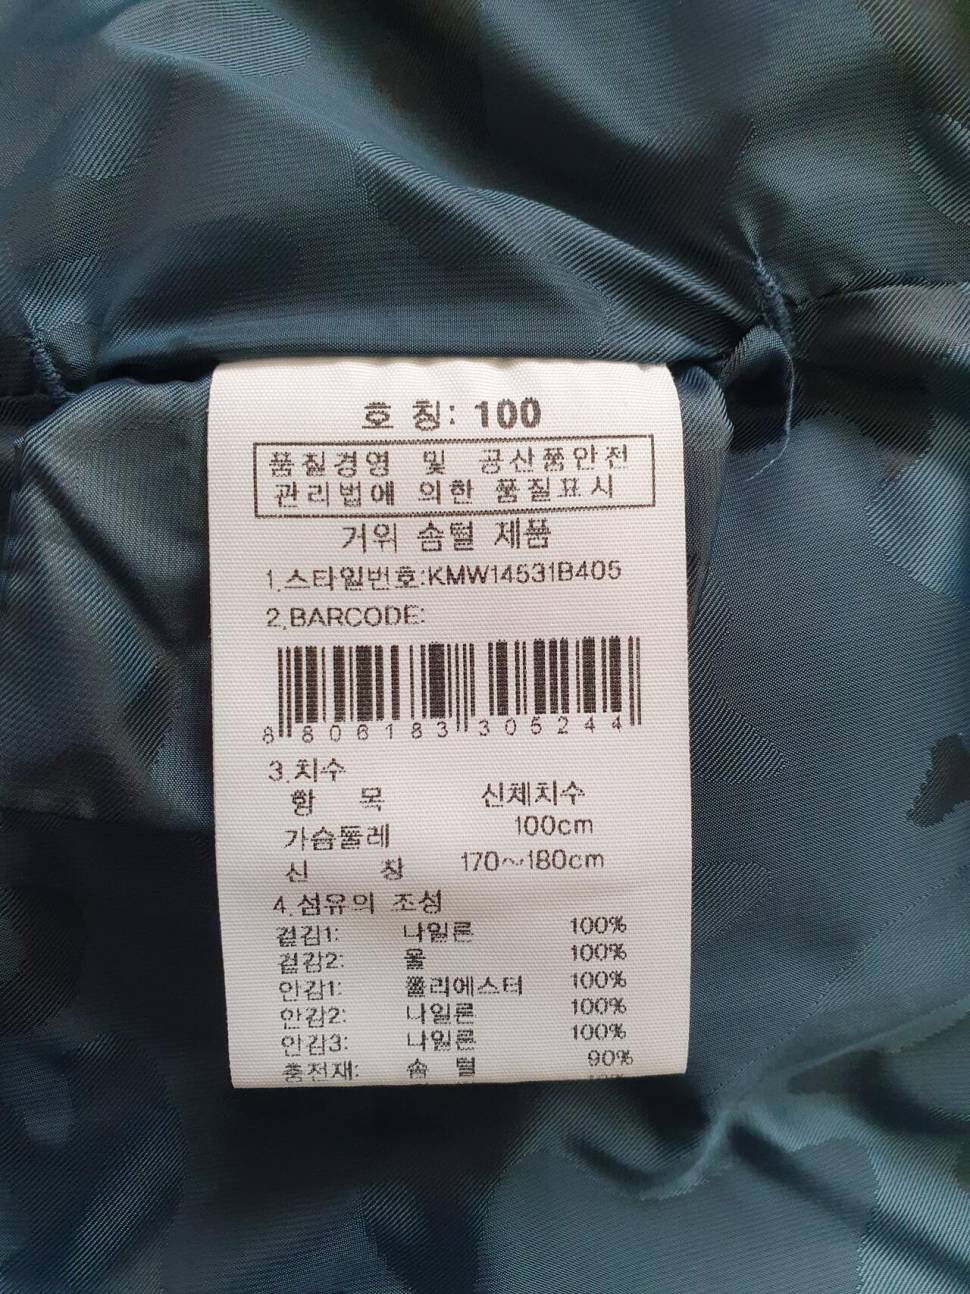 호 칭: 100
품질경영 및 공산품안전
관리법에 의한 품질표시
거위 솜털 제품
1.스타일번호:KMW14531B405
2.BARCODE:
8 806183 305244
3.치수
항 목 신체치수
가슴둘레 100cm
신 장 170~180cm
4.섬유의 조성
겉감1: 나일론 100%
겉감2: 울 100%
안감1: 폴리에스터 100%
안감2: 나일론 100%
안감3: 나일론 100%
충전재: 솜 털 90%